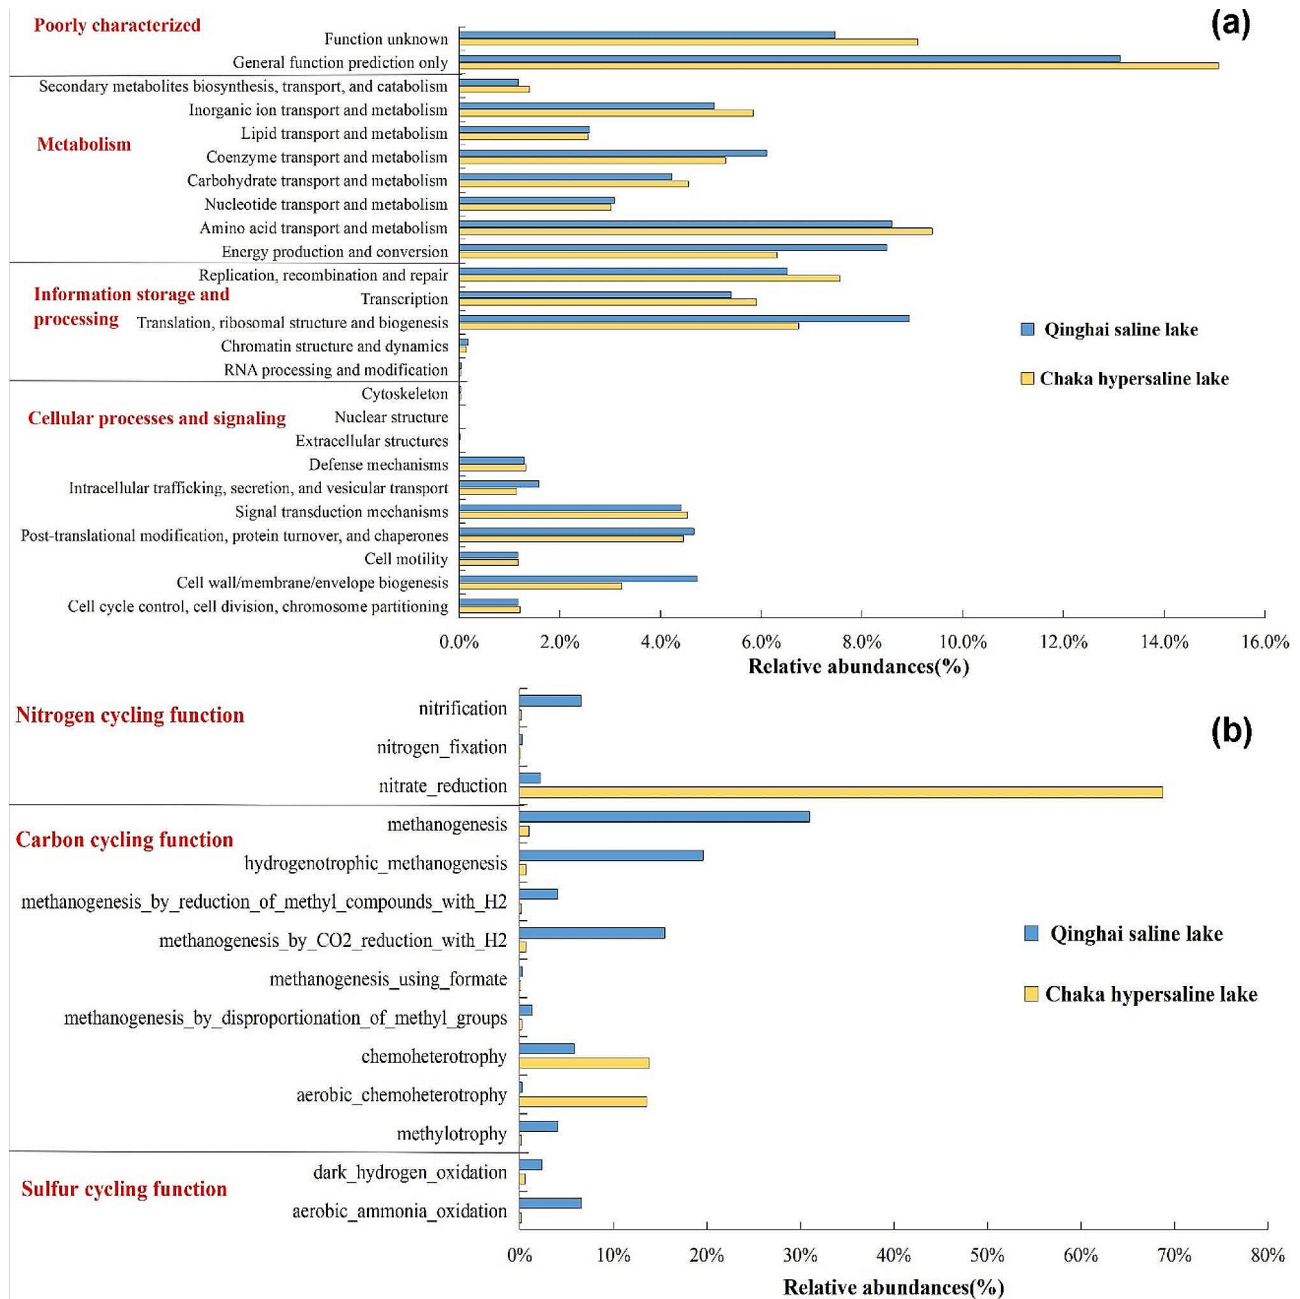 (a)
Poorly characterized
Function unknown
General function prediction only
Secondary metabolites biosynthesis, transport, and catabolism
Inorganic ion transport and metabolism
Lipid transport and metabolism
Metabolism
Coenzyme transport and metabolism
Carbohydrate transport and metabolism
Nucleotide transport and metabolism
Amino acid transport and metabolism
Energy production and conversion
Replication, recombination and repair
Information storage and
processing
Transcription
Translation, ribosomal structure and biogenesis
Chromatin structure and dynamics
RNA processing and modification
Qinghai saline lake
Chaka hypersaline lake
Cytoskeleton
Cellular processes and signaling
Nuclear structure
Extracellular structures
Defense mechanisms
Intracellular trafficking, secretion, and vesicular transport
Signal transduction mechanisms
Post-translational modification, protein turnover, and chaperones
Cell motility
Cell wall/membrane/envelope biogenesis
Cell cycle control, cell division, chromosome partitioning
0.0% 2.0% 4.0% 6.0% 8.0% 10.0% 12.0% 14.0% 16.0%
Relative abundances(%)
(b)
Nitrogen cycling function
nitrification
nitrogen_fixation
nitrate_reduction
Carbon cycling function
methanogenesis
hydrogenotrophic_methanogenesis
methanogenesis_by_reduction_of_methyl_compounds_with_H2
methanogenesis_by_CO2_reduction_with_H2
methanogenesis_using_formate
methanogenesis_by_disproportionation_of_methyl_groups
chemoheterotrophy
aerobic_chemoheterotrophy
methylotrophy
Qinghai saline lake
Chaka hypersaline lake
Sulfur cycling function
dark_hydrogen_oxidation
aerobic_ammonia_oxidation
0% 10% 20% 30% 40% 50% 60% 70% 80%
Relative abundances(%)